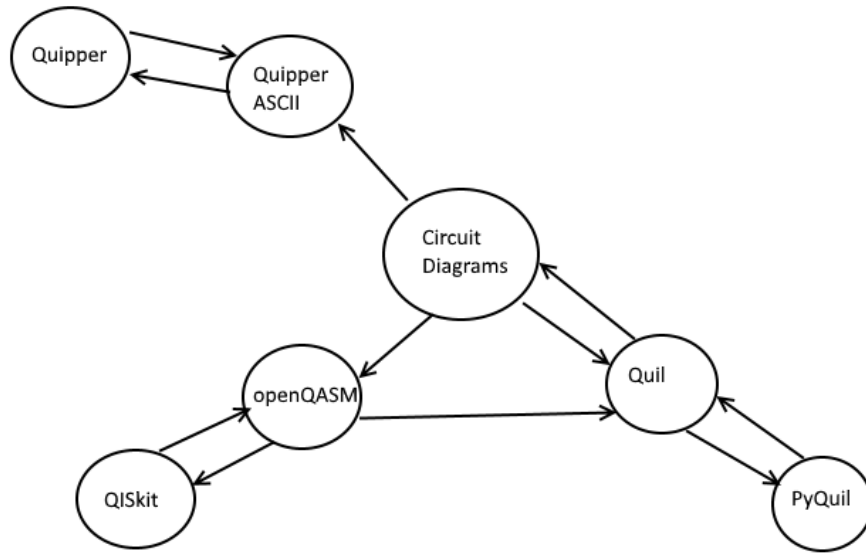 Quipper
Quipper
ASCII
Circuit
Diagrams
Quil
openQASM
QISkit
PyQuil